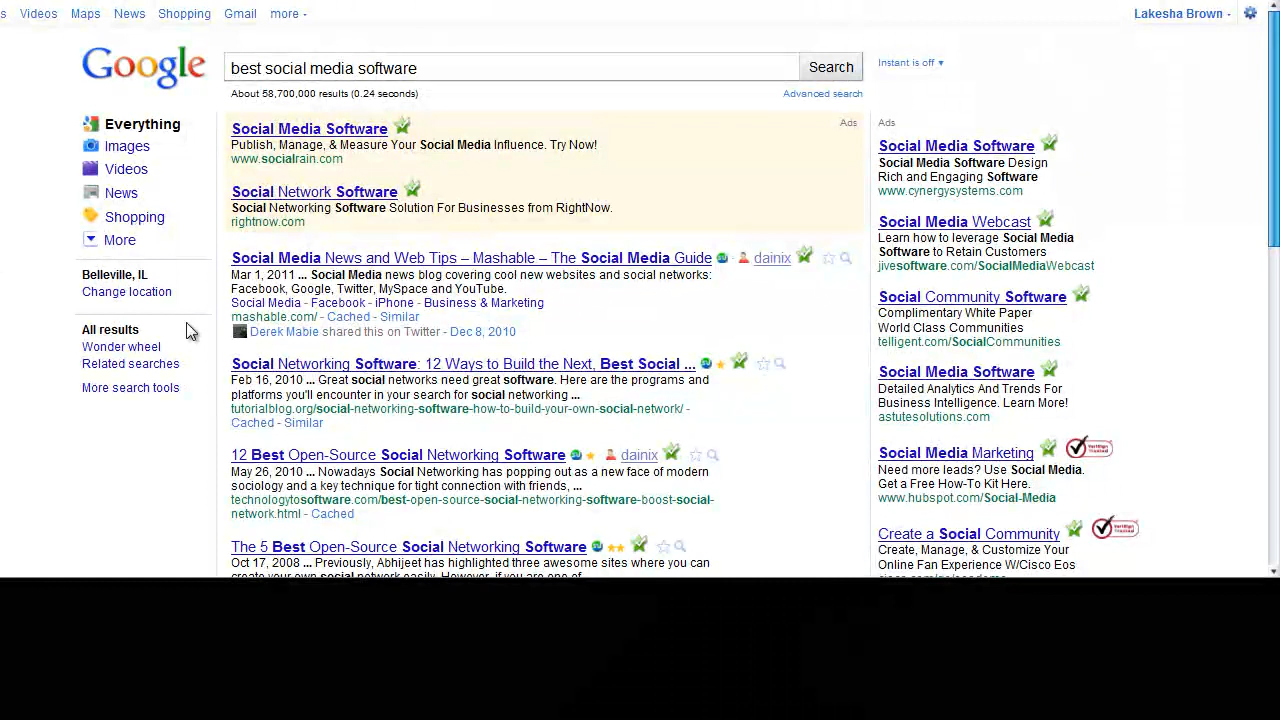 s Videos Maps News Shopping Gmail more
Lakesha Brown
Google
best social media software
Search
Instant is off
About 58,700,000 results (0.24 seconds)
Advanced search
Everything
Images
Videos
News
Shopping
More
Belleville, IL
Change location
All results
Wonder wheel
Related searches
More search tools
Social Media Software
Ads
Publish, Manage, & Measure Your Social Media Influence. Try Now!
www.socialrain.com
Social Network Software
Social Networking Software Solution For Businesses from RightNow.
rightnow.com
Social Media News and Web Tips – Mashable – The Social Media Guide - dainix
Mar 1, 2011 ... Social Media news blog covering cool new websites and social networks:
Facebook, Google, Twitter, MySpace and YouTube.
Social Media - Facebook - iPhone - Business & Marketing
mashable.com/ - Cached - Similar
Derek Mabie shared this on Twitter - Dec 8, 2010
Social Networking Software: 12 Ways to Build the Next, Best Social ...
Feb 16, 2010 ... Great social networks need great software. Here are the programs and
platforms you'll encounter in your search for social networking ...
tutorialblog.org/social-networking-software-how-to-build-your-own-social-network/ -
Cached - Similar
12 Best Open-Source Social Networking Software dainix
May 26, 2010 ... Nowadays Social Networking has popping out as a new face of modern
sociology and a key technique for tight connection with friends, ...
technologytosoftware.com/best-open-source-social-networking-software-boost-social-
network.html - Cached
The 5 Best Open-Source Social Networking Software
Oct 17, 2008 ... Previously, Abhijeet has highlighted three awesome sites where you can
create your own social network easily. However, if you are one of
Ads
Social Media Software
Social Media Software Design
Rich and Engaging Software
www.cynergysystems.com
Social Media Webcast
Learn how to leverage Social Media
Software to Retain Customers
jivesoftware.com/SocialMediaWebcast
Social Community Software
Complimentary White Paper
World Class Communities
telligent.com/SocialCommunities
Social Media Software
Detailed Analytics And Trends For
Business Intelligence. Learn More!
astutesolutions.com
Social Media Marketing
Need more leads? Use Social Media.
Get a Free How-To Kit Here.
www.hubspot.com/Social-Media
Create a Social Community
Create, Manage, & Customize Your
Online Fan Experience W/Cisco Eos